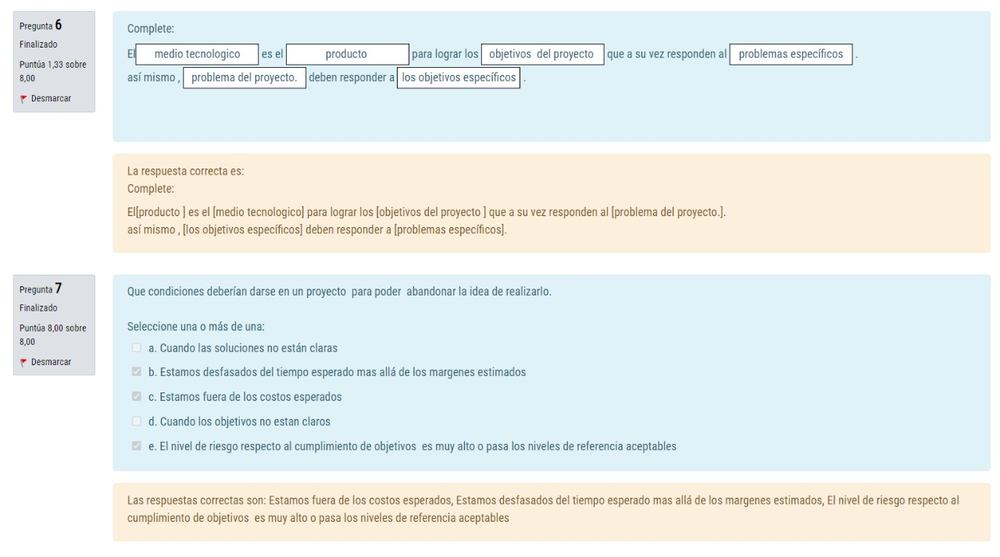 Pregunta 6
Finalizado
Puntúa 1,33 sobre
8,00
Desmarcar
Complete:
El medio tecnologico es el producto para lograr los objetivos del proyecto que a su vez responden al problemas específicos .
así mismo , problema del proyecto. deben responder a los objetivos específicos .
La respuesta correcta es:
Complete:
El[producto ] es el [medio tecnologico] para lograr los [objetivos del proyecto ] que a su vez responden al [problema del proyecto.].
así mismo , [los objetivos específicos] deben responder a [problemas específicos].
Pregunta 7
Finalizado
Puntúa 8,00 sobre
8,00
Desmarcar
Que condiciones deberían darse en un proyecto para poder abandonar la idea de realizarlo.
Seleccione una o más de una:
a. Cuando las soluciones no están claras
b. Estamos desfasados del tiempo esperado mas allá de los margenes estimados
c. Estamos fuera de los costos esperados
d. Cuando los objetivos no estan claros
e. El nivel de riesgo respecto al cumplimiento de objetivos es muy alto o pasa los niveles de referencia aceptables
Las respuestas correctas son: Estamos fuera de los costos esperados, Estamos desfasados del tiempo esperado mas allá de los margenes estimados, El nivel de riesgo respecto al
cumplimiento de objetivos es muy alto o pasa los niveles de referencia aceptables